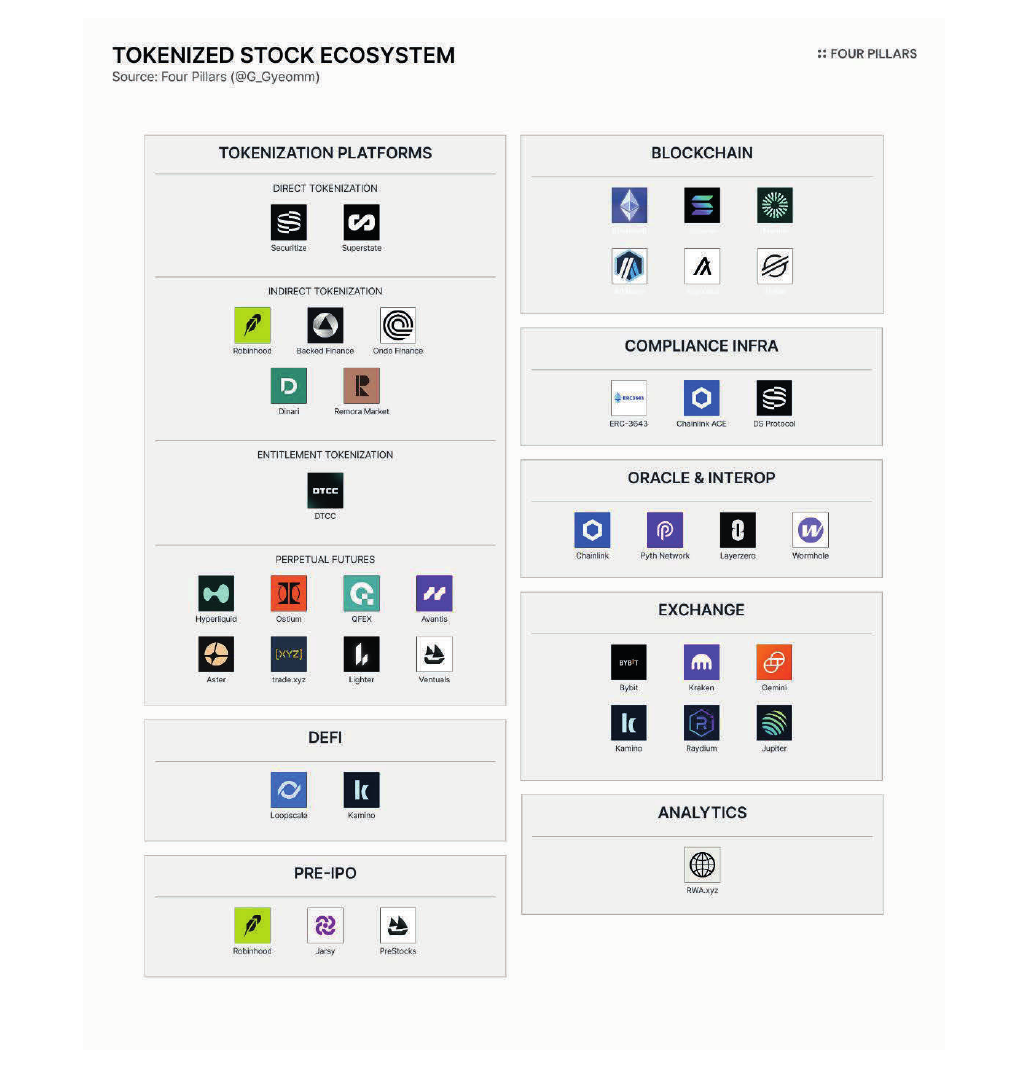 TOKENIZED STOCK ECOSYSTEM
Source: Four Pillars (@G_Gyeomm)
:: FOUR PILLARS
TOKENIZATION PLATFORMS
DIRECT TOKENIZATION
Securitize
Superstate
INDIRECT TOKENIZATION
Robinhood
Backed Finance
Ondo Finance
Dinari
Remora Market
ENTITLEMENT TOKENIZATION
DTCC
DTCC
PERPETUAL FUTURES
Hyperliquid
Ostium
QFEX
Avantis
[XYZ]
Aster
trade.xyz
Lighter
Ventuals
DEFI
Loopscale
Kamino
PRE-IPO
Robinhood
Jarsy
PreStocks
BLOCKCHAIN
COMPLIANCE INFRA
ERC-3643
Chainlink ACE
DS Protocol
ORACLE & INTEROP
Chainlink
Pyth Network
Layerzero
Wormhole
EXCHANGE
BYBIT
Bybit
Kraken
Gemini
Kamino
Raydium
Jupiter
ANALYTICS
RWA.xyz